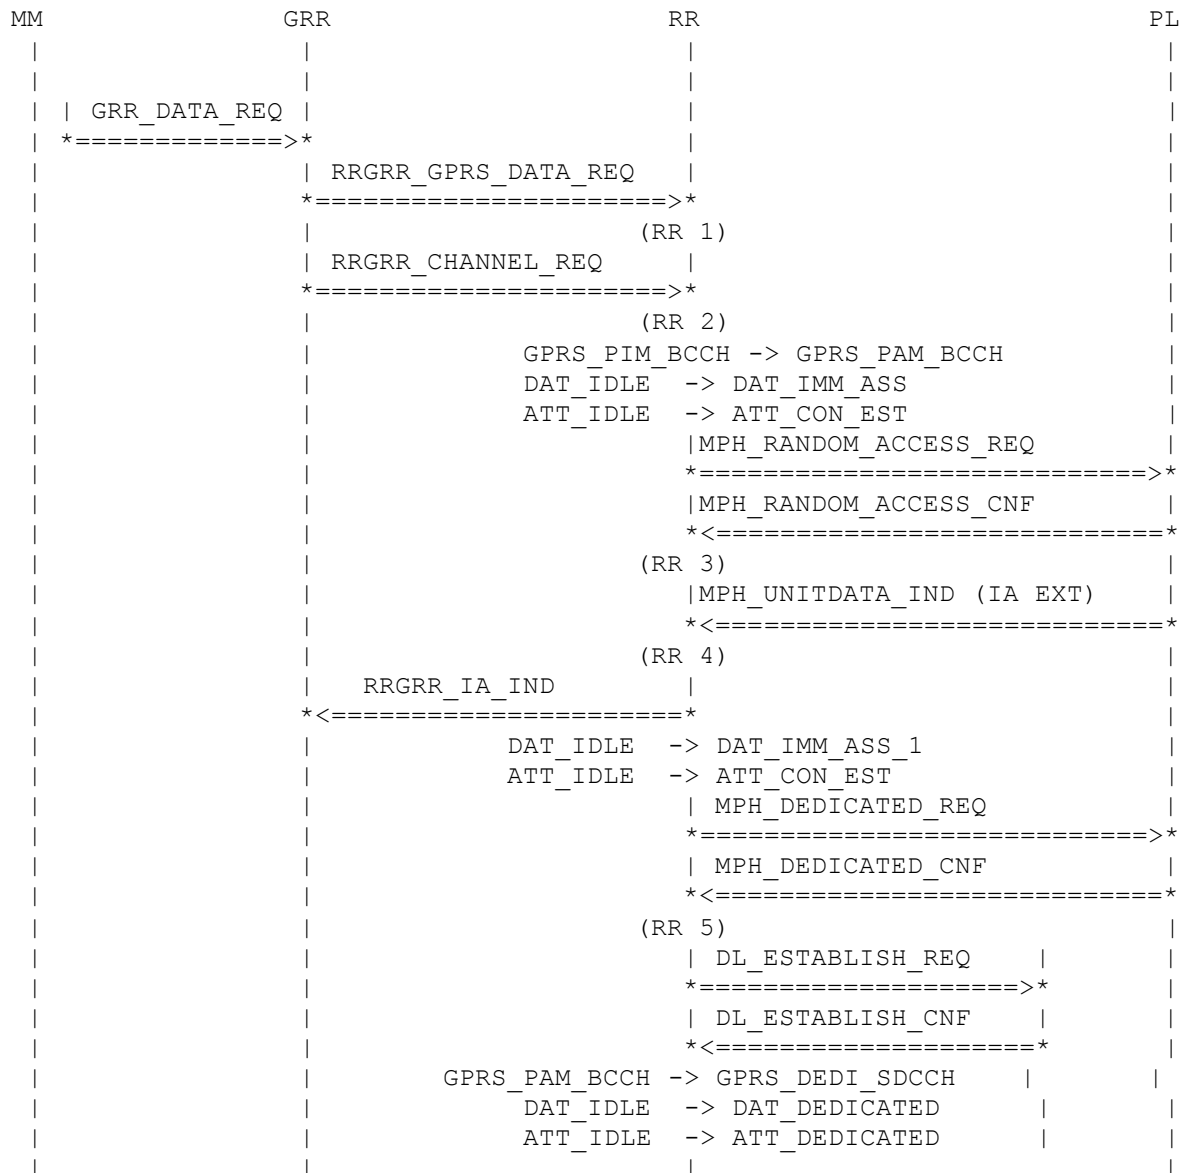 MM GRR RR PL
| | | |
| | | |
| | GRR_DATA_REQ | | |
| *=============>* | |
| | RRGRR_GPRS_DATA_REQ | |
| *======================>* |
| | (RR 1) |
| | RRGRR_CHANNEL_REQ | |
| *======================>* |
| | (RR 2) |
| | GPRS_PIM_BCCH -> GPRS_PAM_BCCH |
| | DAT_IDLE -> DAT_IMM_ASS |
| | ATT_IDLE -> ATT_CON_EST |
| | |MPH_RANDOM_ACCESS_REQ |
| | *============================>*
| | |MPH_RANDOM_ACCESS_CNF |
| | *<============================*
| | (RR 3) |
| | |MPH_UNITDATA_IND (IA EXT) |
| | *<============================*
| | (RR 4) |
| | RRGRR_IA_IND | |
| *<======================* |
| | DAT_IDLE -> DAT_IMM_ASS_1 |
| | ATT_IDLE -> ATT_CON_EST |
| | | MPH_DEDICATED_REQ |
| | *============================>*
| | | MPH_DEDICATED_CNF |
| | *<============================*
| | (RR 5) |
| | | DL_ESTABLISH_REQ | |
| | *====================>* |
| | | DL_ESTABLISH_CNF | |
| | *<====================* |
| | GPRS_PAM_BCCH -> GPRS_DEDI_SDCCH | |
| | DAT_IDLE -> DAT_DEDICATED | |
| | ATT_IDLE -> ATT_DEDICATED | |
| | | |